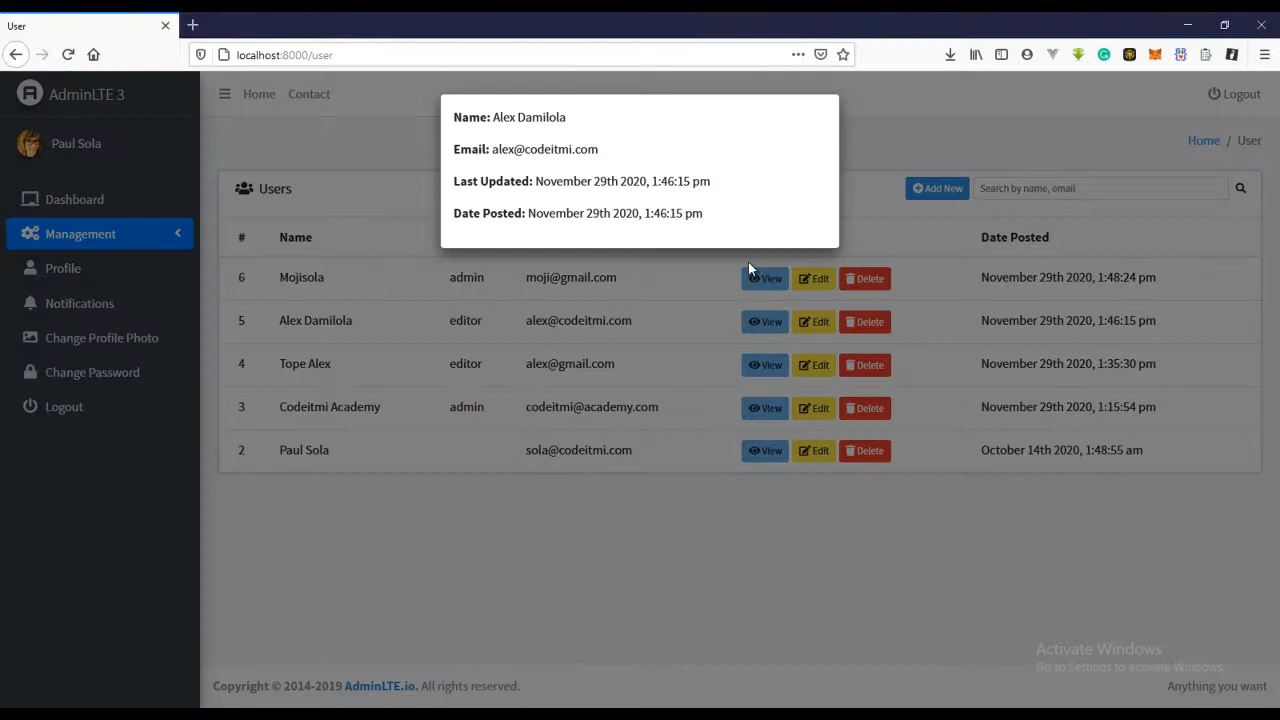 User
localhost:8000/user
AdminLTE 3
Home Contact
Logout
Paul Sola
Dashboard
Management
Profile
Notifications
Change Profile Photo
Change Password
Logout
Home / User
Name: Alex Damilola
Email: alex@codeitmi.com
Last Updated: November 29th 2020, 1:46:15 pm
Date Posted: November 29th 2020, 1:46:15 pm
Users
Add New
Search by name, email
# Name Date Posted
6 Mojisola admin moji@gmail.com View Edit Delete November 29th 2020, 1:48:24 pm
5 Alex Damilola editor alex@codeitmi.com View Edit Delete November 29th 2020, 1:46:15 pm
4 Tope Alex editor alex@gmail.com View Edit Delete November 29th 2020, 1:35:30 pm
3 Codeitmi Academy admin codeitmi@academy.com View Edit Delete November 29th 2020, 1:15:54 pm
2 Paul Sola sola@codeitmi.com View Edit Delete October 14th 2020, 1:48:55 am
Activate Windows
Go to Settings to activate Windows.
Copyright © 2014-2019 AdminLTE.io. All rights reserved.
Anything you want